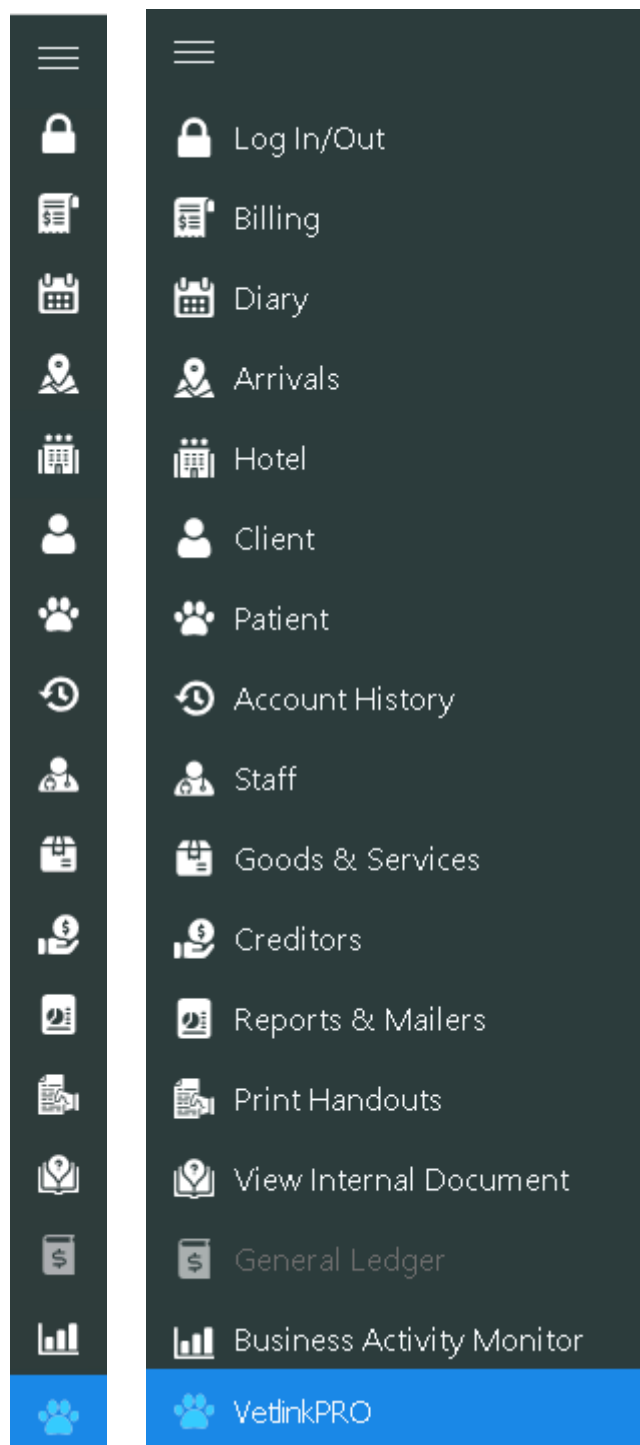 Log In/Out
Billing
Diary
Arrivals
Hotel
Client
Patient
Account History
Staff
Goods & Services
Creditors
Reports & Mailers
Print Handouts
View Internal Document
General Ledger
Business Activity Monitor
VetlinkPRO